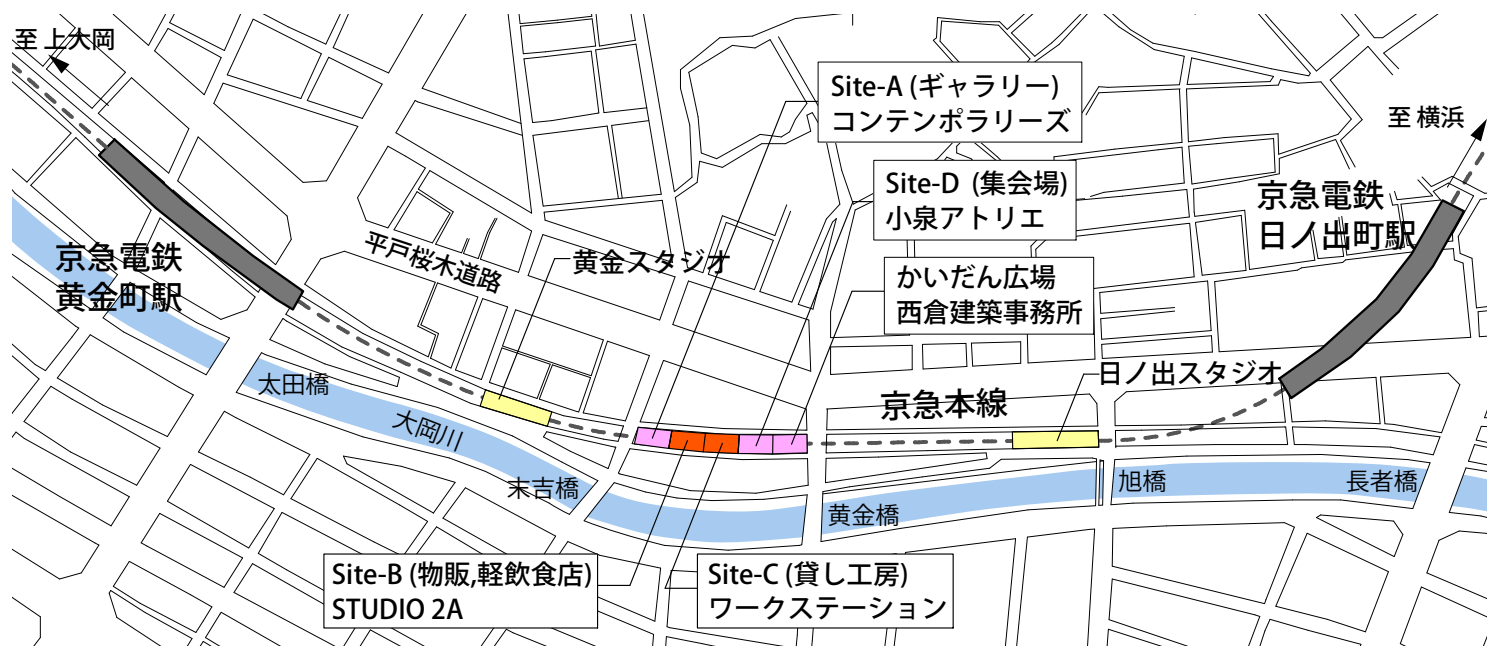 至 上大岡
Site-A (ギャラリー)
コンテンポラリーズ
至 横浜
Site-D (集会場)
小泉アトリエ
京急電鉄
日ノ出町駅
京急電鉄
黄金町駅
平戸桜木道路
黄金スタジオ
かいだん広場
西倉建築事務所
日ノ出スタジオ
太田橋
京急本線
大岡川
末吉橋
黄金橋
旭橋
長者橋
Site-B (物販,軽飲食店)
STUDIO 2A
Site-C (貸し工房)
ワークステーション